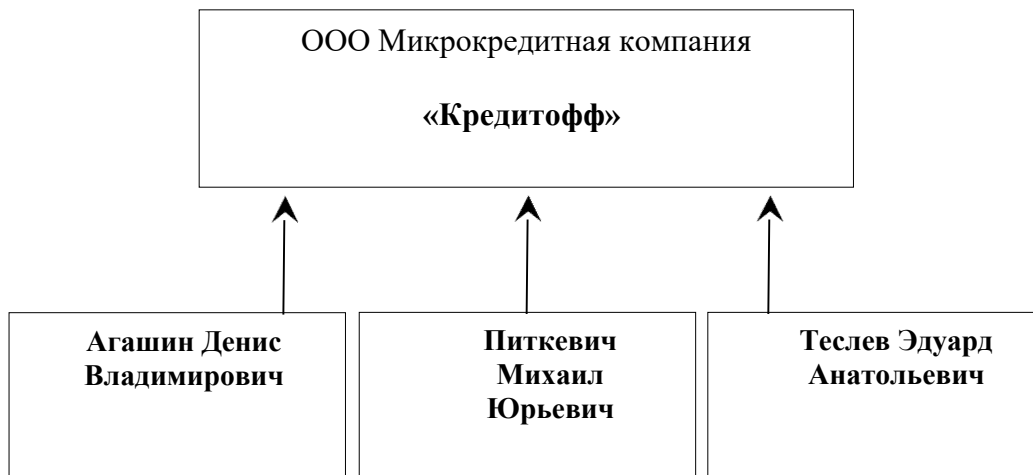 ООО Микрокредитная компания
«Кредитофф»
Агашин Денис
Владимирович
Питкевич
Михаил
Юрьевич
Теслев Эдуард
Анатольевич